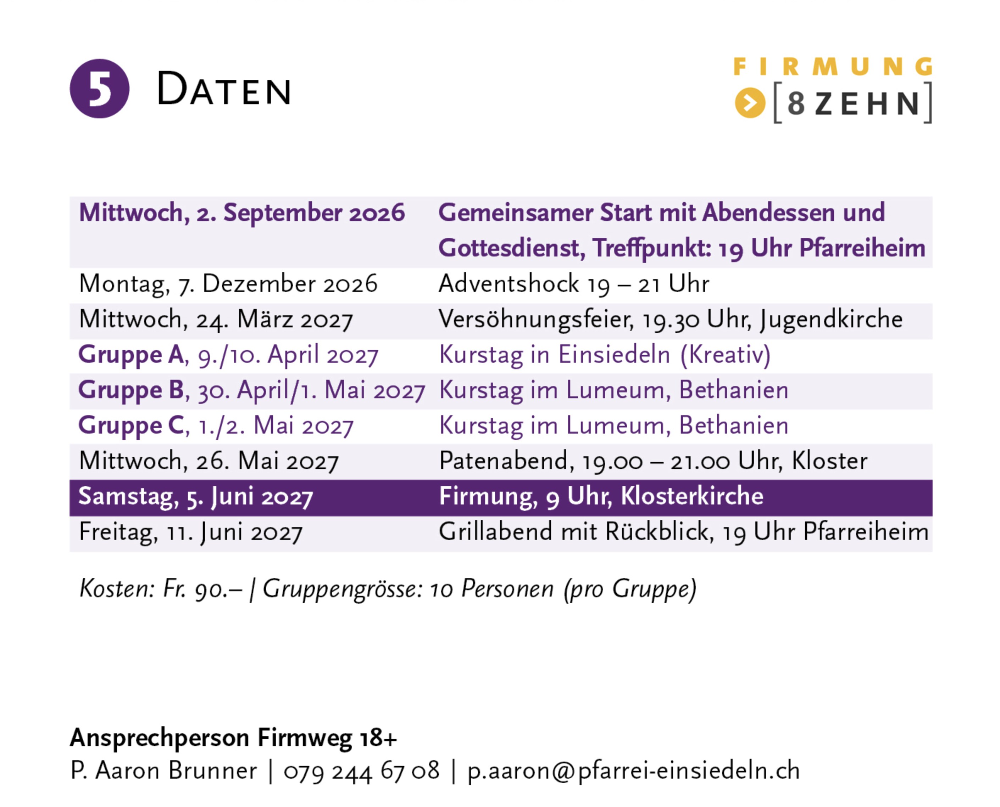 5 DATEN
FIRMUNG
[8ZEHN]
Mittwoch, 2. September 2026 Gemeinsamer Start mit Abendessen und
Gottesdienst, Treffpunkt: 19 Uhr Pfarreiheim
Montag, 7. Dezember 2026 Adventshock 19 – 21 Uhr
Mittwoch, 24. März 2027 Versöhnungsfeier, 19.30 Uhr, Jugendkirche
Gruppe A, 9./10. April 2027 Kurstag in Einsiedeln (Kreativ)
Gruppe B, 30. April/1. Mai 2027 Kurstag im Lumeum, Bethanien
Gruppe C, 1./2. Mai 2027 Kurstag im Lumeum, Bethanien
Mittwoch, 26. Mai 2027 Patenabend, 19.00 – 21.00 Uhr, Kloster
Samstag, 5. Juni 2027 Firmung, 9 Uhr, Klosterkirche
Freitag, 11. Juni 2027 Grillabend mit Rückblick, 19 Uhr Pfarreiheim
Kosten: Fr. 90.– | Gruppengrösse: 10 Personen (pro Gruppe)
Ansprechperson Firmweg 18+
P. Aaron Brunner | 079 244 67 08 | p.aaron@pfarrei-einsiedeln.ch